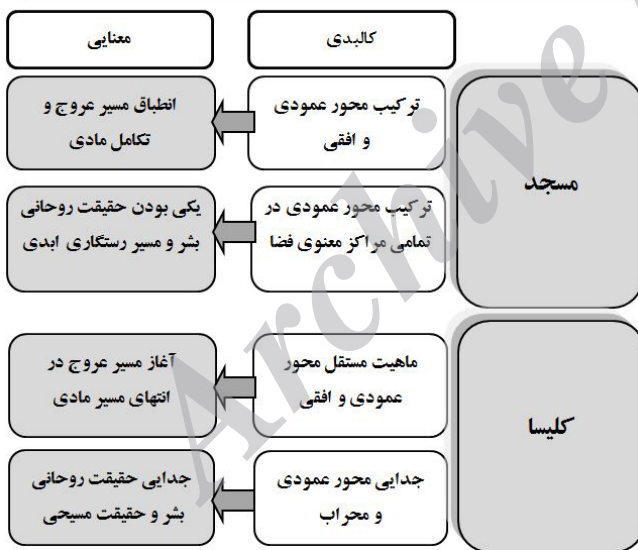 کالبدی
معنایی
مسجد
ترکیب محور عمودی
و افقی
انطباق مسیر عروج و
تکامل مادی
ترکیب محور عمودی در
تمامی مراکز معنوی فضا
یکی بودن حقیقت روحانی
بشر و مسیر رستگاری ابدی
کلیسا
ماهیت مستقل محور
عمودی و افقی
آغاز مسیر عروج در
انتهای مسیر مادی
جدایی محور عمودی
و محراب
جدایی حقیقت روحانی
بشر و حقیقت مسیحی
Archive